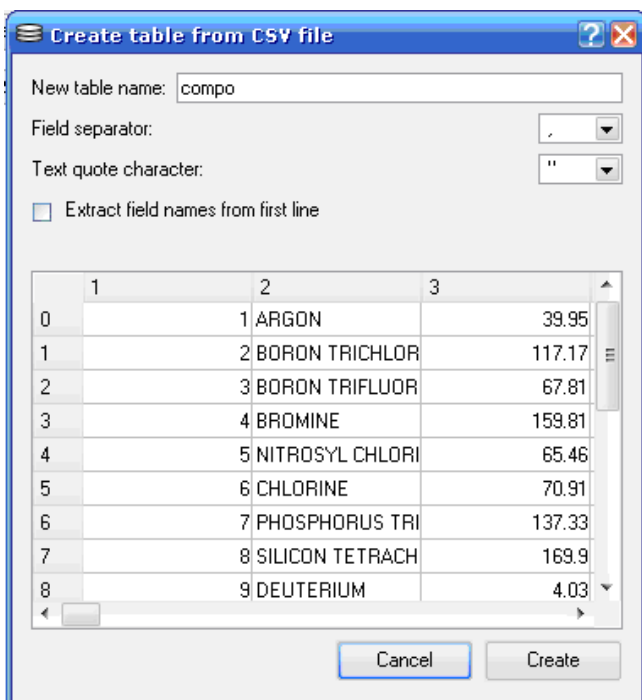 Create table from CSV file
New table name: compo
Field separator: ,
Text quote character: "
Extract field names from first line
1 2 3
0 1 ARGON 39.95
1 2 BORON TRICHLOR 117.17
2 3 BORON TRIFLUOR 67.81
3 4 BROMINE 159.81
4 5 NITROSYL CHLORI 65.46
5 6 CHLORINE 70.91
6 7 PHOSPHORUS TRI 137.33
7 8 SILICON TETRACH 169.9
8 9 DEUTERIUM 4.03
Cancel Create